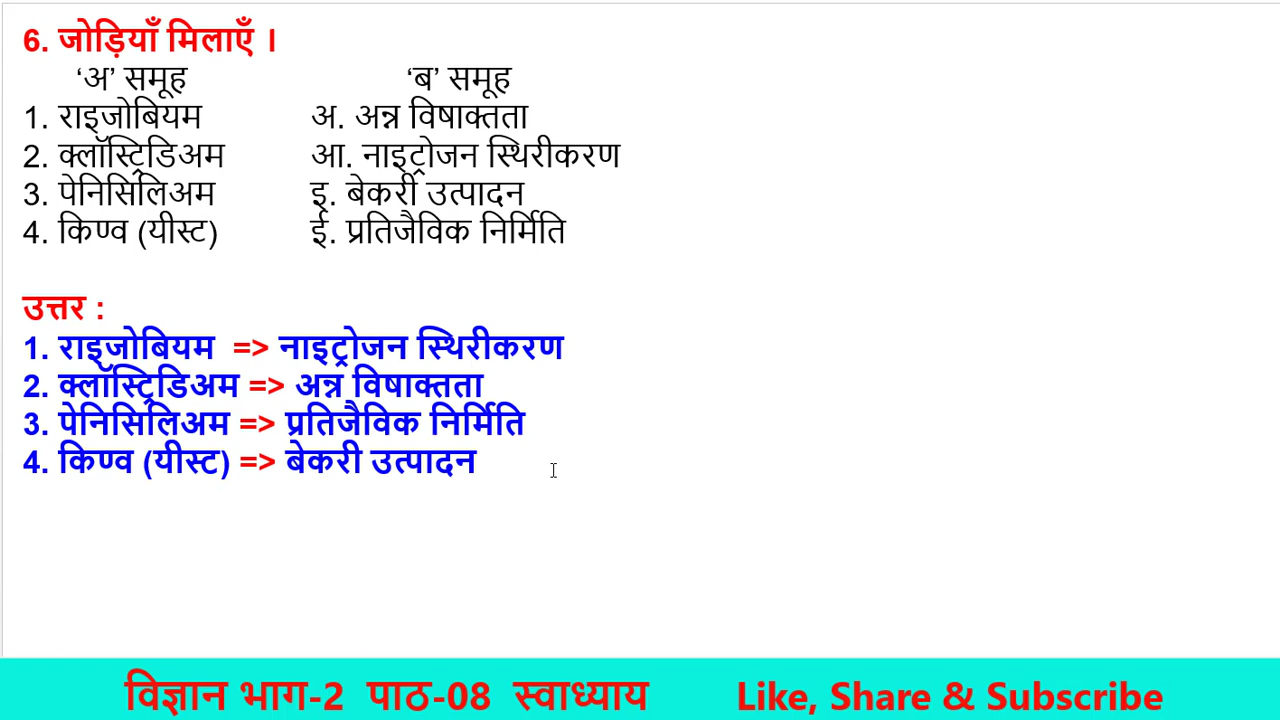 6. जोड़ियाँ मिलाएँ ।
‘अ’ समूह ‘ब’ समूह
1. राइजोबियम अ. अन्न विषाक्तता
2. क्लॉस्ट्रिडिअम आ. नाइट्रोजन स्थिरीकरण
3. पेनिसिलिअम इ. बेकरी उत्पादन
4. किण्व (यीस्ट) ई. प्रतिजैविक निर्मिति
उत्तर :
1. राइजोबियम => नाइट्रोजन स्थिरीकरण
2. क्लॉस्ट्रिडिअम => अन्न विषाक्तता
3. पेनिसिलिअम => प्रतिजैविक निर्मिति
4. किण्व (यीस्ट) => बेकरी उत्पादन
विज्ञान भाग-2 पाठ-08 स्वाध्याय Like, Share & Subscribe